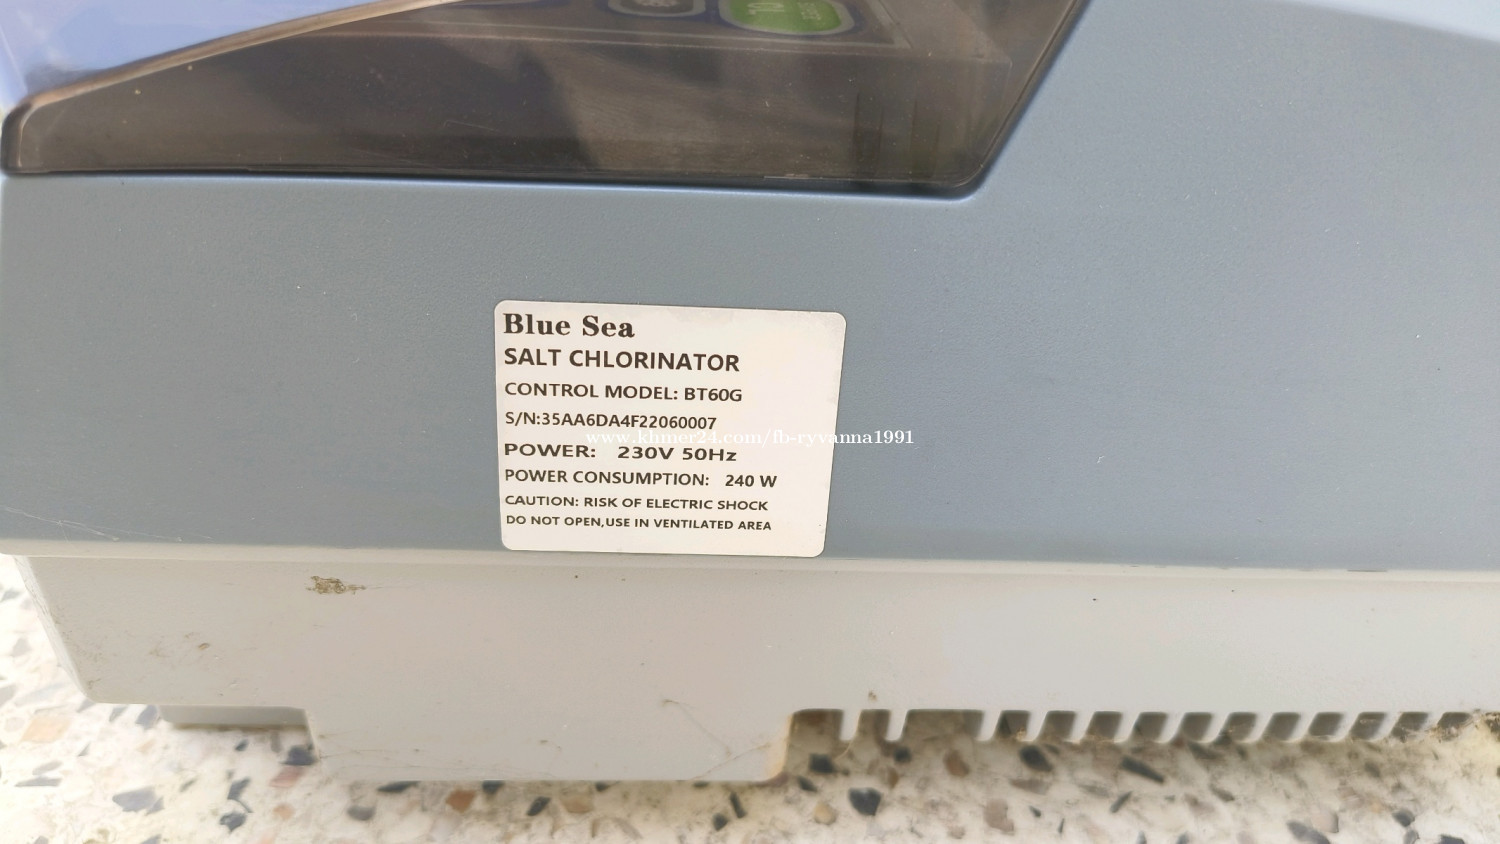 Blue Sea
SALT CHLORINATOR
CONTROL MODEL: BT60G
S/N:35AA6DA4F22060007
www.khmer24.com/fb-ryvanna1991
POWER: 230V 50Hz
POWER CONSUMPTION: 240 W
CAUTION: RISK OF ELECTRIC SHOCK
DO NOT OPEN,USE IN VENTILATED AREA